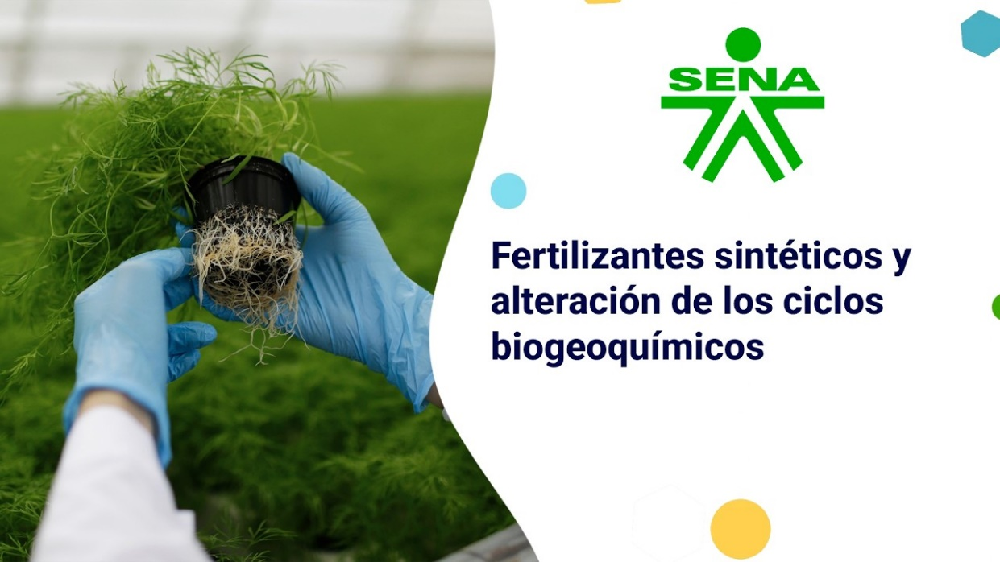 SENA
Fertilizantes sintéticos y
alteración de los ciclos
biogeoquímicos